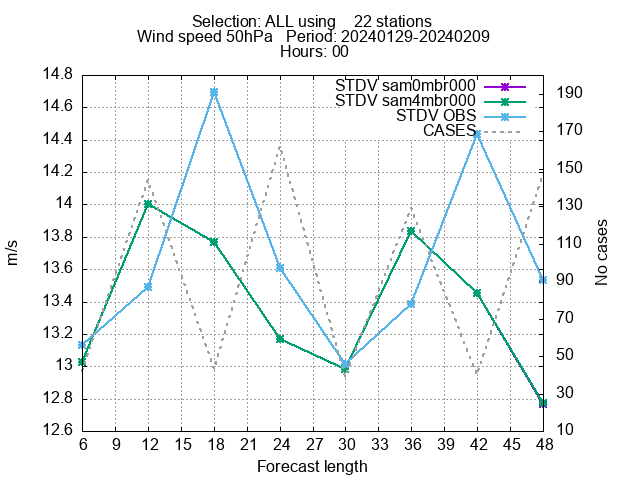 Selection: ALL using    22 stations
Wind speed 50hPa   Period: 20240129-20240209
Hours: 00
STDV sam0mbr000
STDV sam4mbr000
STDV OBS
CASES
14.8
14.6
14.4
14.2
14
13.8
13.6
13.4
13.2
13
12.8
12.6
m/s
190
170
150
130
110
90
70
50
30
10
No cases
6 9 12 15 18 21 24 27 30 33 36 39 42 45 48
Forecast length